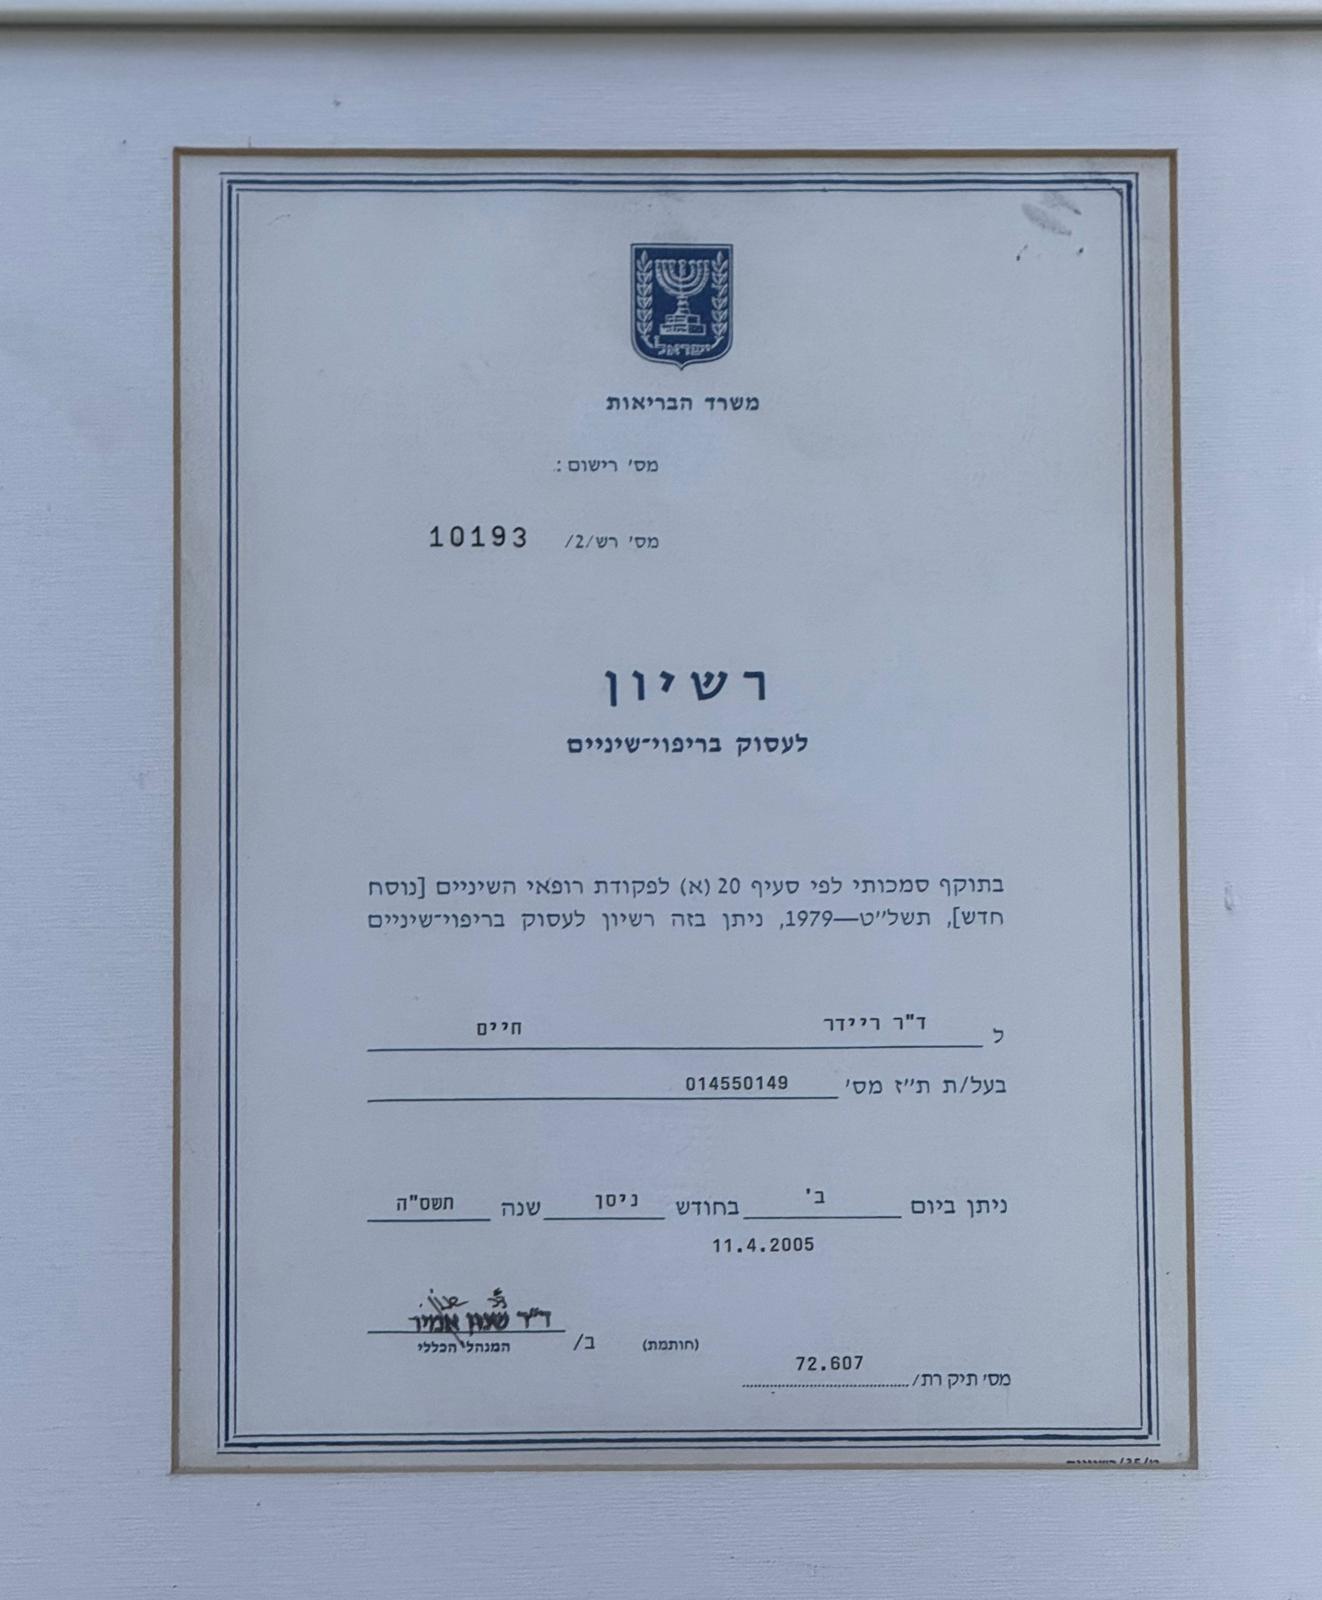 ישראל
משרד הבריאות
מס׳ רישום :
מס׳ רש/2/ 10193
רשיון
לעסוק בריפוי־שיניים
בתוקף סמכותי לפי סעיף 20 (א) לפקודת רופאי השיניים [נוסח
חדש], תשל״ט—1979, ניתן בזה רשיון לעסוק בריפוי־שיניים
ל ד"ר ריידר חיים
בעל/ת ת״ז מס׳ 014550149
ניתן ביום ב' בחודש ניסן שנה תשס"ה
11.4.2005
ד״ר אמיר
(חותמת) ב/ המנהל הכללי
מס׳ תיק רת/ 72.607